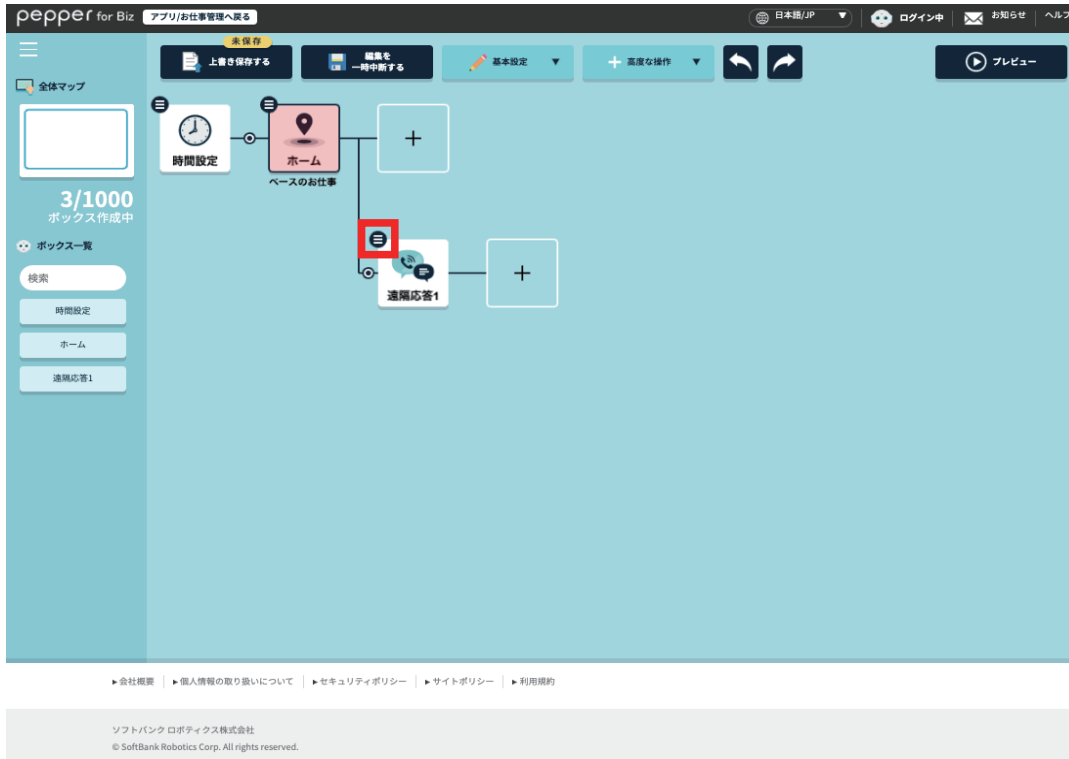 pepper for Biz アプリ/お仕事管理へ戻る 日本語/JP ▼ ログイン中 お知らせ ヘルプ
未保存
上書き保存する
編集を
一時中断する
基本設定 ▼
高度な操作 ▼
プレビュー
全体マップ
3/1000
ボックス作成中
ボックス一覧
検索
時間設定
ホーム
遠隔応答1
時間設定
ホーム
ベースのお仕事
+
遠隔応答1
+
▶会社概要 ▶個人情報の取り扱いについて ▶セキュリティポリシー ▶サイトポリシー ▶利用規約
ソフトバンク ロボティクス株式会社
© SoftBank Robotics Corp. All rights reserved.